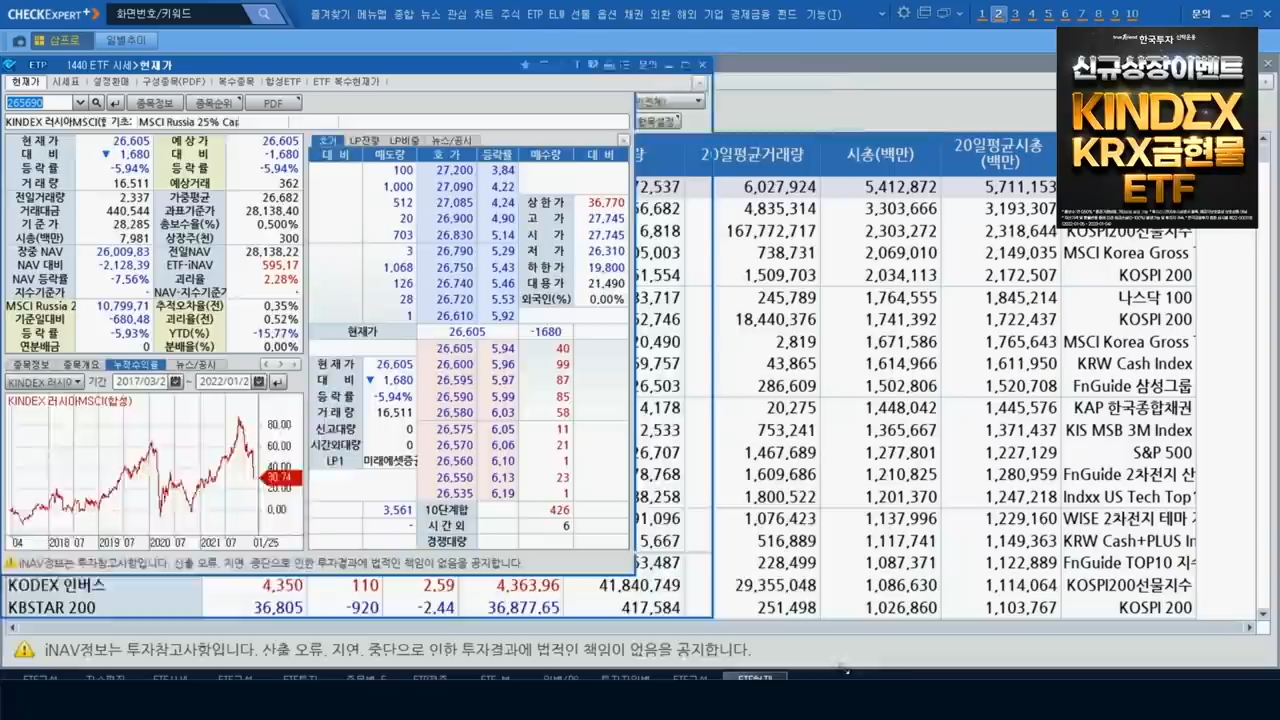 CHECKEXPERT+
화면번호/키워드
즐겨찾기 메뉴맵 종합 뉴스 관심 차트 주식 ETP ELW 선물 옵션 채권 외환 해외 기업 경제금융 펀드 기능(T)
1 2 3 4 5 6 7 8 9 10
문의
삼프로
일별추이
ETP 1440 ETF 시세>현재가
문의
현재가 시세표 설정환매 구성종목(PDF) 복수종목 합성ETF ETF 복수현재가
265690 종목정보 종목순위 PDF
KINDEX 러시아MSCI(합 기초: MSCI Russia 25% Cap
현 재 가 26,605 예 상 가 26,605
대 비 ▼ 1,680 대 비 -1,680
등 락 률 -5,94% 등 락 률 -5,94%
거 래 량 16,511 예상거래 362
전일거래량 2,337 가중평균 26,682
거래대금 440,544 과표기준가 28,138,40
기 준 가 28,285 총보수율(%) 0,500%
시총(백만) 7,981 상장주(천) 300
장중 NAV 26,009,83 전일NAV 28,138,22
NAV 대비 -2,128,39 ETF-iNAV 595,17
NAV 등락률 -7,56% 괴리율 2,28%
지수기준가 NAV-지수기준가
MSCI Russia 2 10,799,71 추적오차율(전) 0,35%
기준일대비 -680,48 괴리율(전) 0,52%
등 락 률 -5,93% YTD(%) -15,77%
연분배금 0 분배율(%) 0,00%
종목정보 종목개요 누적수익률 뉴스/공시
KINDEX 러시아 기간 2017/03/2 ~ 2022/01/2
KINDEX 러시아MSCI(합성)
80,00
60,00
40,00
30,74
20,00
0,00
'04 2018 07 2019 07 2020 07 2021 07 01/25
호가 LP잔량 LP비중 뉴스/공시
대 비 매도량 호 가 등락률 매수량 대 비
100 27,200 3,84
1,000 27,090 4,22
512 27,085 4,24 상 한 가 36,770
20 26,900 4,90 고 가 27,745
703 26,830 5,14 시 가 27,745
3 26,790 5,29 저 가 26,310
1,068 26,750 5,43 하 한 가 19,800
126 26,740 5,46 대 용 가 21,490
28 26,720 5,53 외국인(%) 0,00%
1 26,610 5,92
현재가 26,605 -1680
26,605 5,94 40
현 재 가 26,605 26,600 5,96 99
대 비 ▼ 1,680 26,595 5,97 87
등 락 률 -5,94% 26,590 5,99 85
거 래 량 16,511 26,580 6,03 58
신고대량 0 26,575 6,05 11
시간외대량 0 26,570 6,06 21
LP1 미래에셋증권 26,560 6,10 1
26,550 6,13 23
26,535 6,19 1
3,561 10단계합 426
- 시 간 외 6
경쟁대량
iNAV정보는 투자참고사항입니다. 산출 오류, 지연, 중단으로 인한 투자결과에 법적인 책임이 없음을 공지합니다.
20일평균거래량 시총(백만) 20일평균시총
(백만)
72,537 6,027,924 5,412,872 5,711,153
66,682 4,835,314 3,303,666 3,193,307
6,818 167,772,717 2,303,272 2,318,644 KOSPI200선물지수
05,003 738,731 2,069,010 2,149,035 MSCI Korea Gross
1,554 1,509,703 2,034,113 2,172,507 KOSPI 200
33,717 245,789 1,764,555 1,845,214 나스닥 100
52,746 18,440,376 1,741,392 1,722,437 KOSPI 200
20,490 2,819 1,671,586 1,765,643 MSCI Korea Gross
59,757 43,865 1,614,966 1,611,950 KRW Cash Index
26,503 286,609 1,502,806 1,520,708 FnGuide 삼성그룹
4,178 20,275 1,448,042 1,445,576 KAP 한국종합채권
2,533 753,241 1,365,667 1,371,437 KIS MSB 3M Index
26,707 1,467,689 1,277,801 1,227,129 S&P 500
78,768 1,609,686 1,210,825 1,280,959 FnGuide 2차전지 산
38,258 1,800,522 1,201,370 1,247,218 Indxx US Tech Top
91,096 1,076,423 1,137,996 1,229,160 WISE 2차전지 테마
5,667 516,889 1,117,741 1,149,363 KRW Cash+PLUS In
53,487 228,499 1,087,371 1,122,889 FnGuide TOP10 지수
KODEX 인버스 4,350 110 2,59 4,363,96 41,840,749 29,355,048 1,086,630 1,114,064 KOSPI200선물지수
KBSTAR 200 36,805 -920 -2,44 36,877,65 417,584 251,498 1,026,860 1,103,767 KOSPI 200
iNAV정보는 투자참고사항입니다. 산출 오류, 지연, 중단으로 인한 투자결과에 법적인 책임이 없음을 공지합니다.
한국투자 신탁운용
신규상장이벤트
KINDEX
KRX금현물
ETF